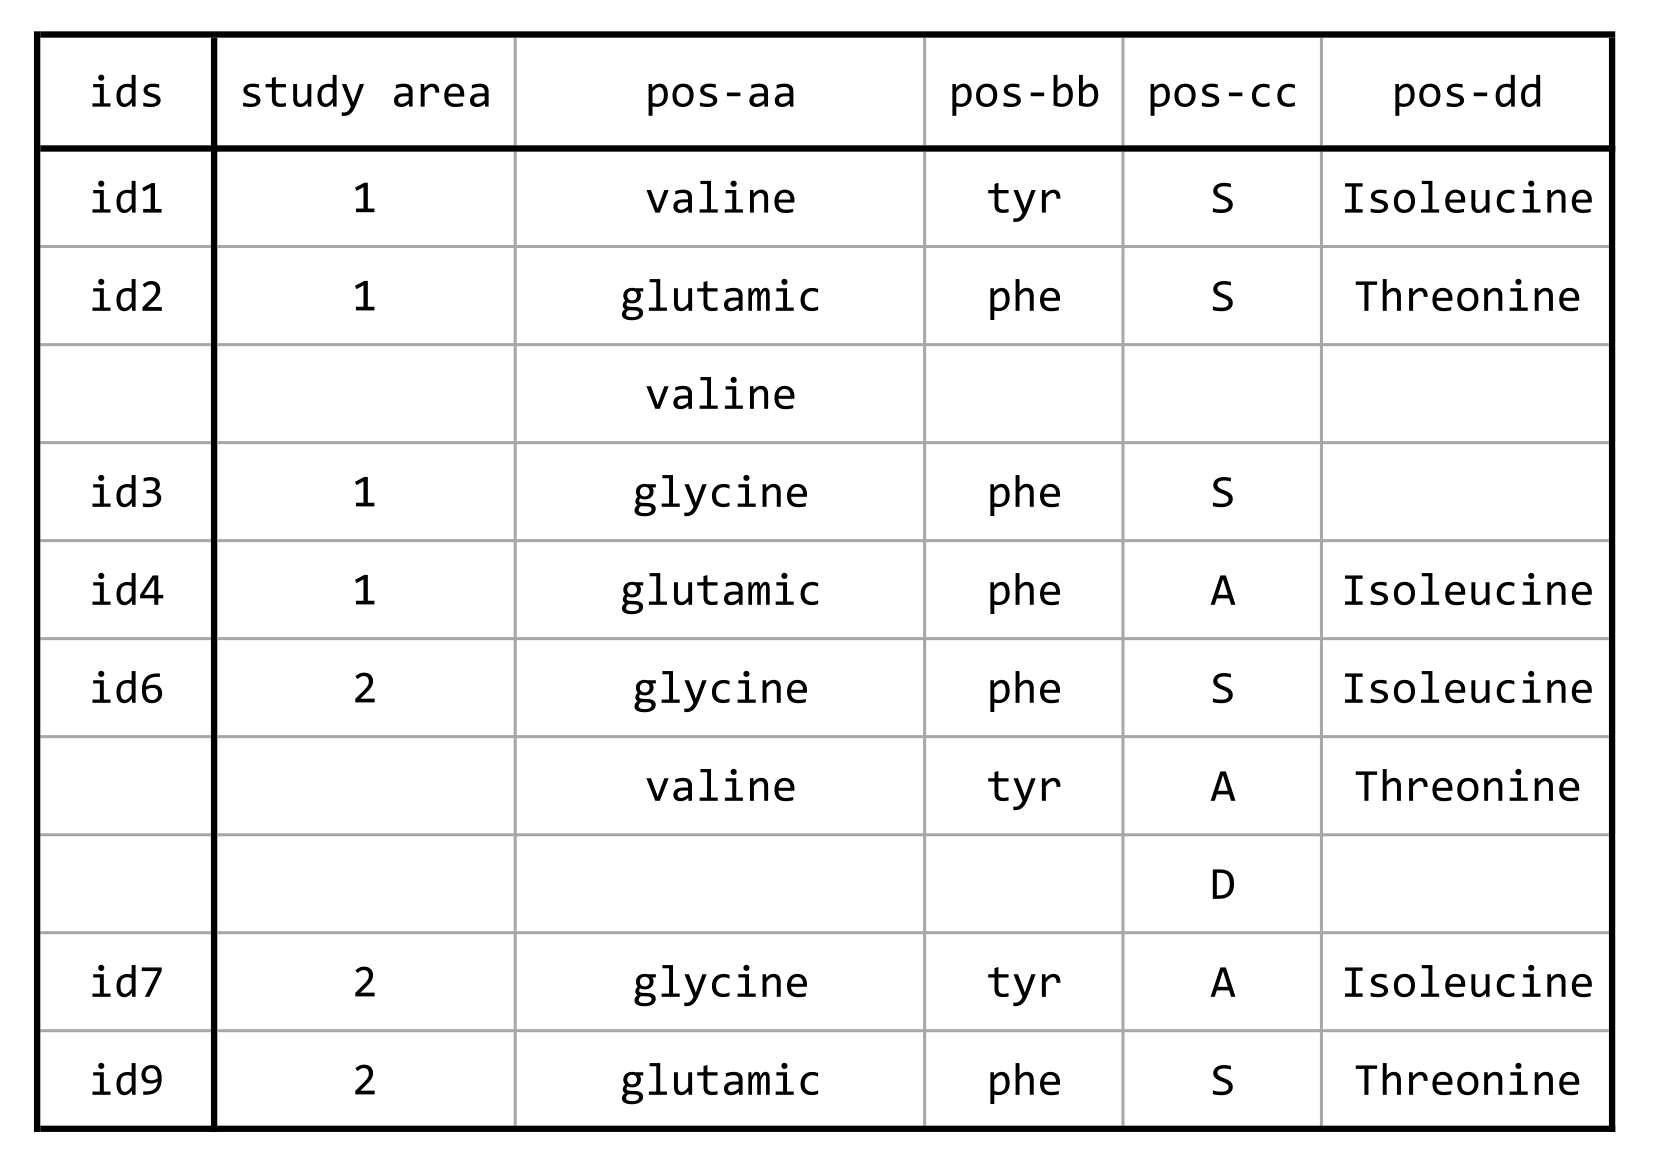 ids study area pos-aa pos-bb pos-cc pos-dd
id1 1 valine tyr S Isoleucine
id2 1 glutamic phe S Threonine
valine
id3 1 glycine phe S
id4 1 glutamic phe A Isoleucine
id6 2 glycine phe S Isoleucine
valine tyr A Threonine
D
id7 2 glycine tyr A Isoleucine
id9 2 glutamic phe S Threonine